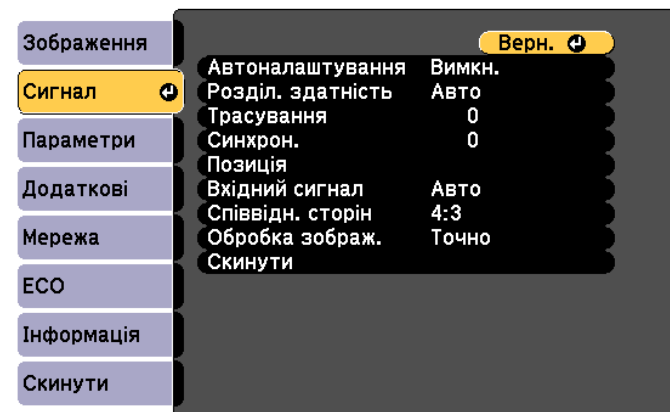 Зображення
Сигнал
Параметри
Додаткові
Мережа
ECO
Інформація
Скинути
Верн.
Автоналаштування Вимкн.
Розділ. здатність Авто
Трасування 0
Синхрон. 0
Позиція
Вхідний сигнал Авто
Співвідн. сторін 4:3
Обробка зображ. Точно
Скинути